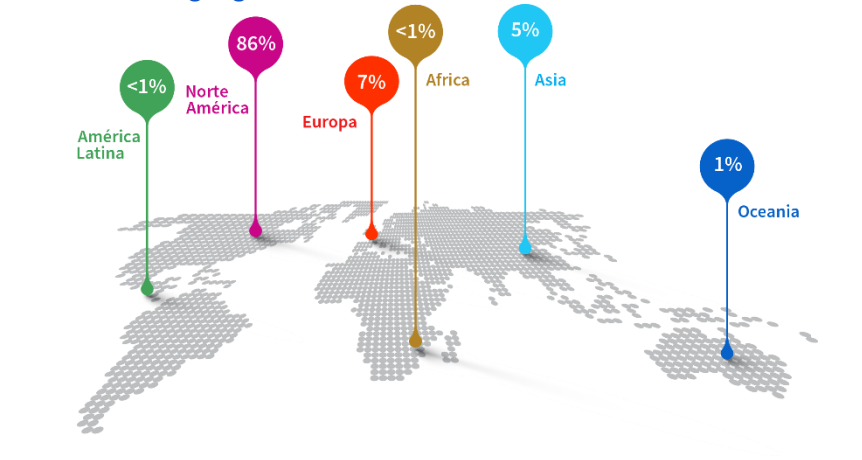 <1%
América
Latina
86%
Norte
América
7%
Europa
<1%
Africa
5%
Asia
1%
Oceania